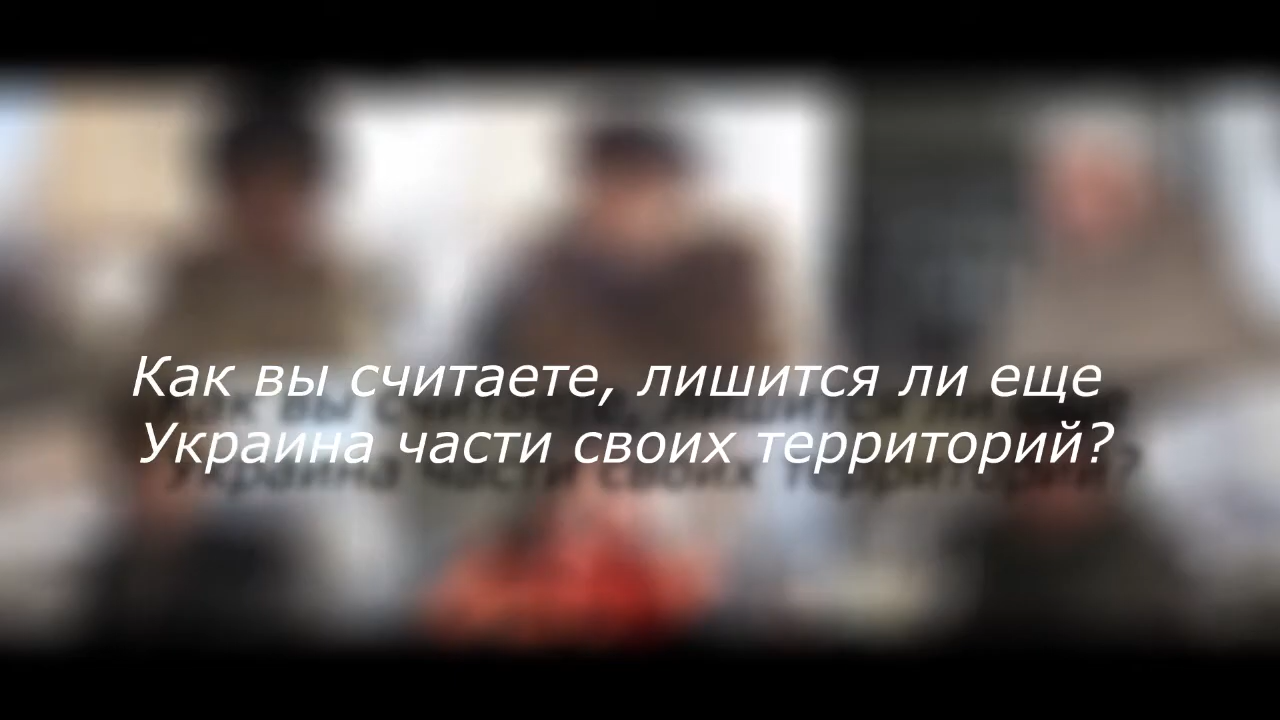 Как вы считаете, лишится ли еще
Украина части своих территорий?